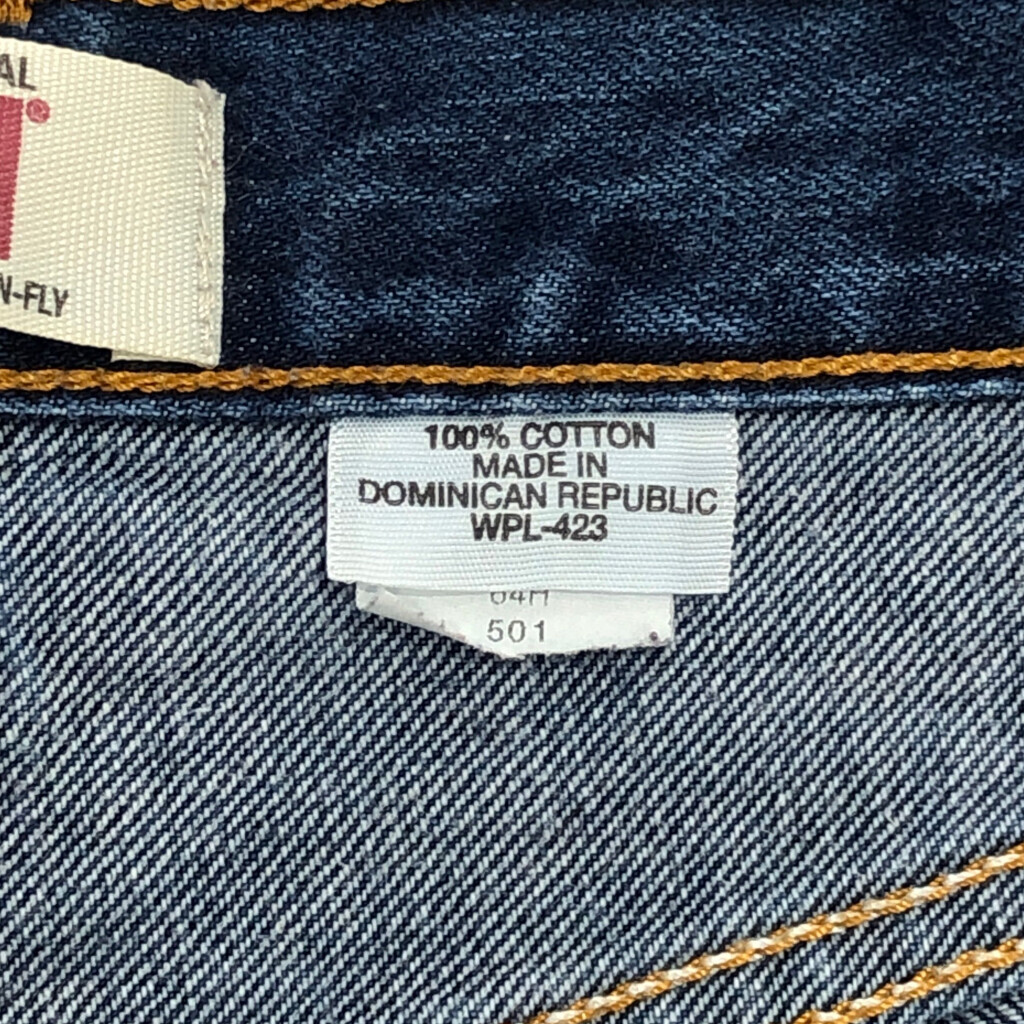 AL
®
N-FLY
100% COTTON
MADE IN
DOMINICAN REPUBLIC
WPL-423
501